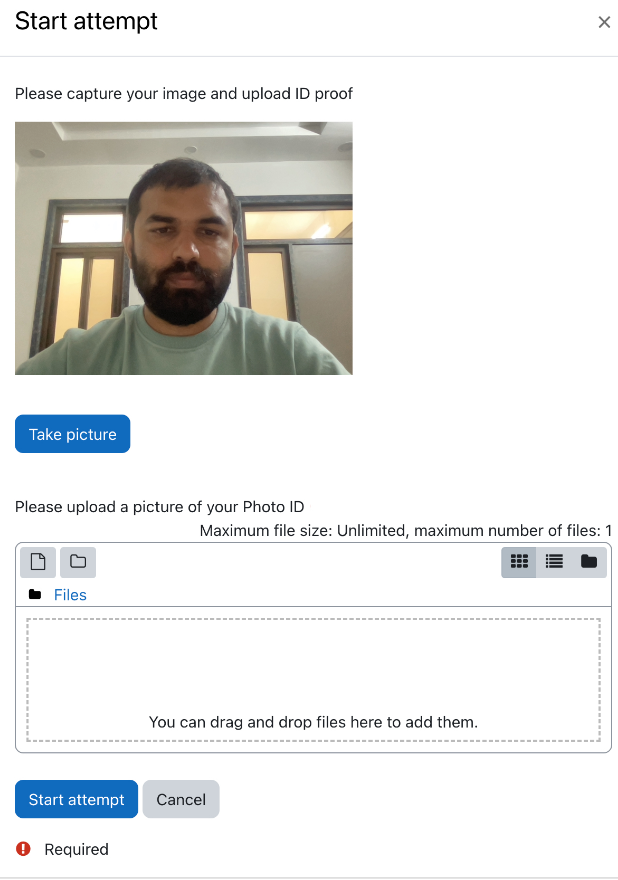 Start attempt
Please capture your image and upload ID proof
Take picture
Please upload a picture of your Photo ID
Maximum file size: Unlimited, maximum number of files: 1
Files
You can drag and drop files here to add them.
Start attempt Cancel
Required